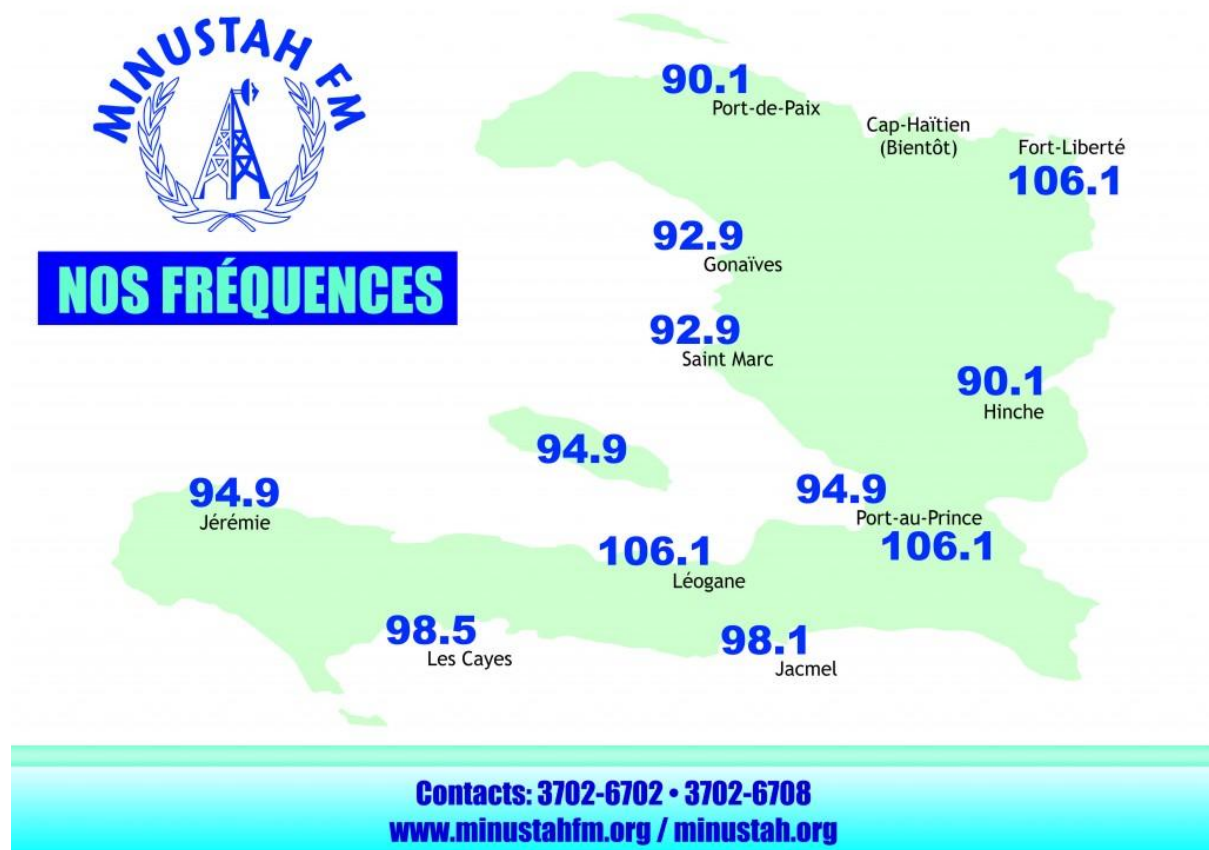 MINUSTAH FM
NOS FRÉQUENCES
90.1
Port-de-Paix
Cap-Haïtien
(Bientôt)
Fort-Liberté
106.1
92.9
Gonaïves
92.9
Saint Marc
90.1
Hinche
94.9
94.9
Jérémie
94.9
Port-au-Prince
106.1
106.1
Léogane
98.5
Les Cayes
98.1
Jacmel
Contacts: 3702-6702 • 3702-6708
www.minustahfm.org / minustah.org